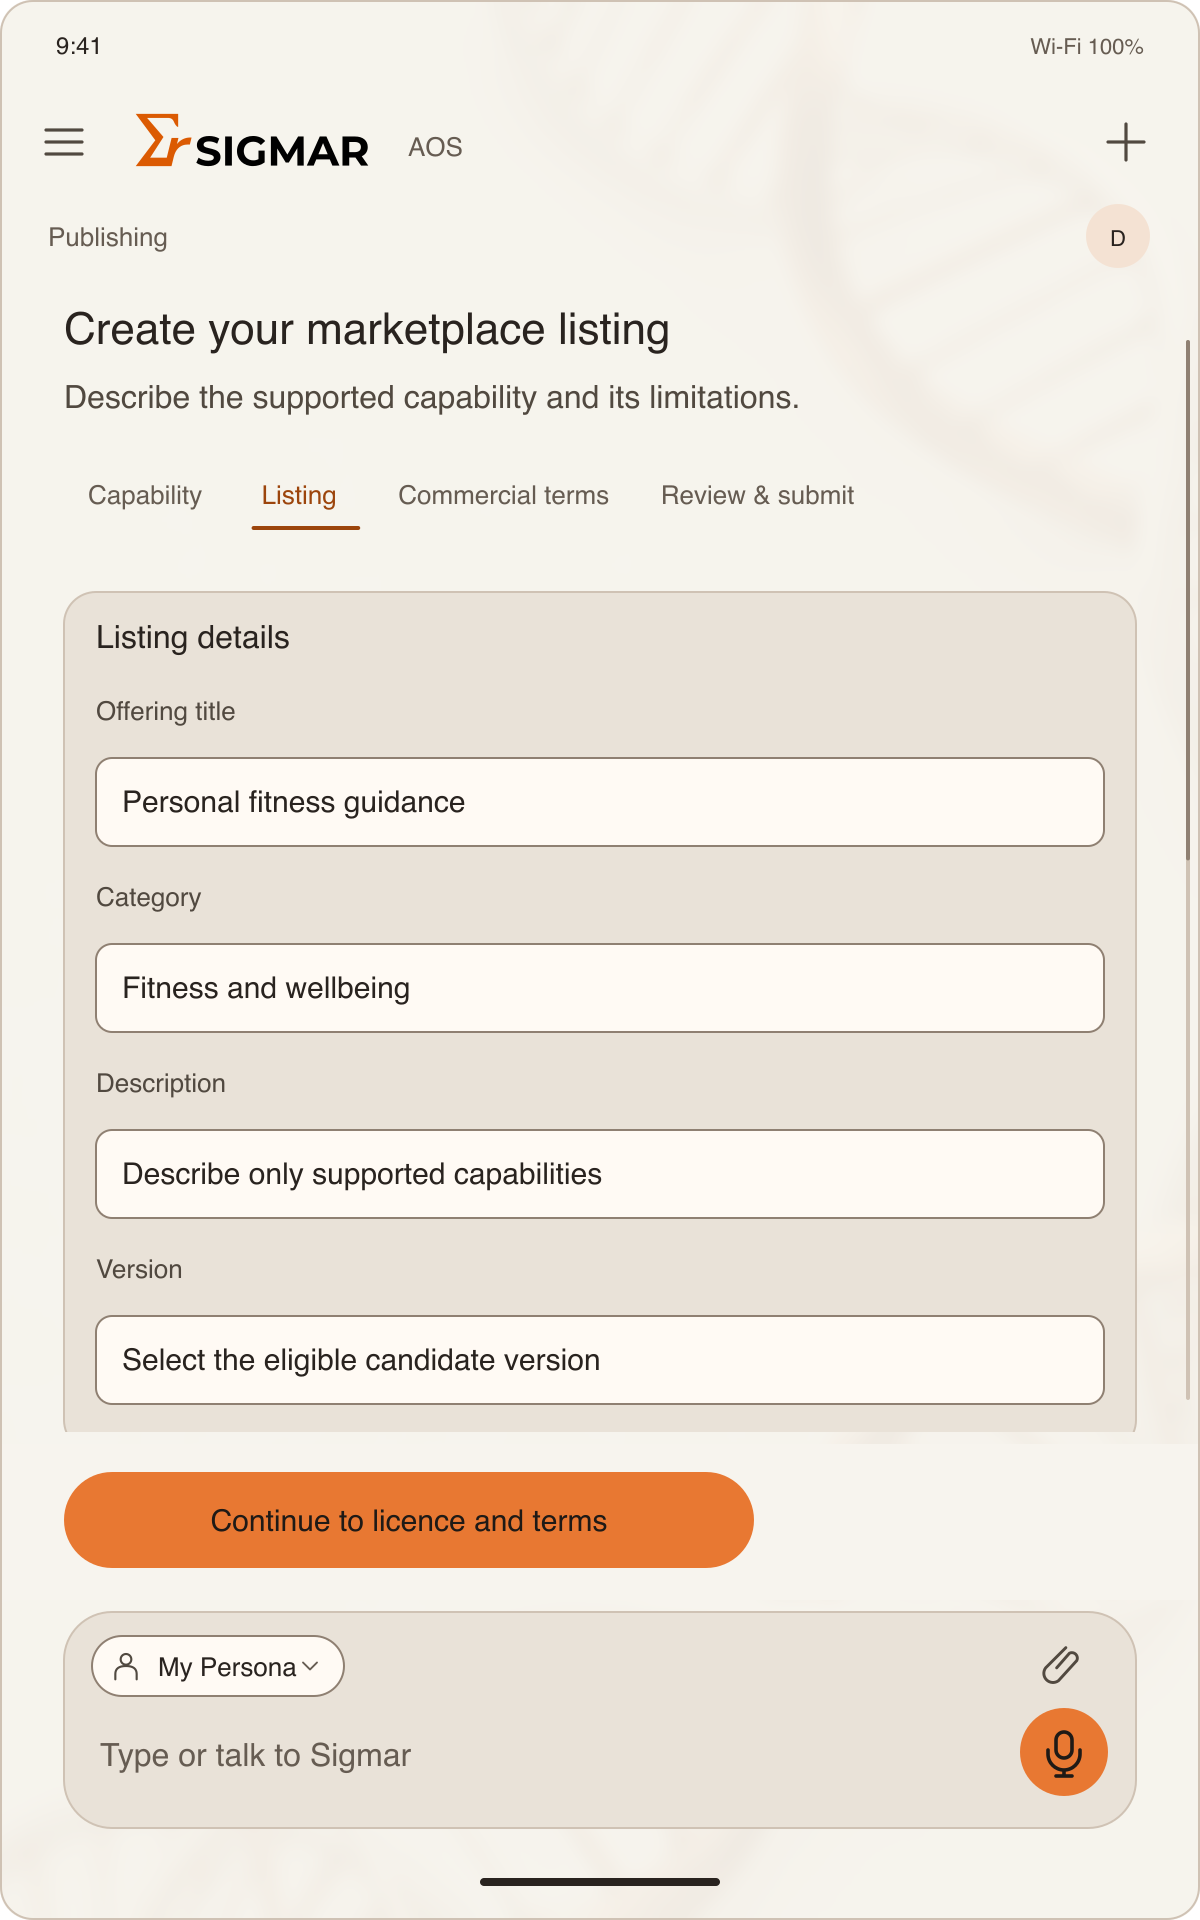 9:41
Wi-Fi 100%
Σr SIGMAR AOS
Publishing
D
Create your marketplace listing
Describe the supported capability and its limitations.
Capability Listing Commercial terms Review & submit
Listing details
Offering title
Personal fitness guidance
Category
Fitness and wellbeing
Description
Describe only supported capabilities
Version
Select the eligible candidate version
Continue to licence and terms
My Persona
Type or talk to Sigmar